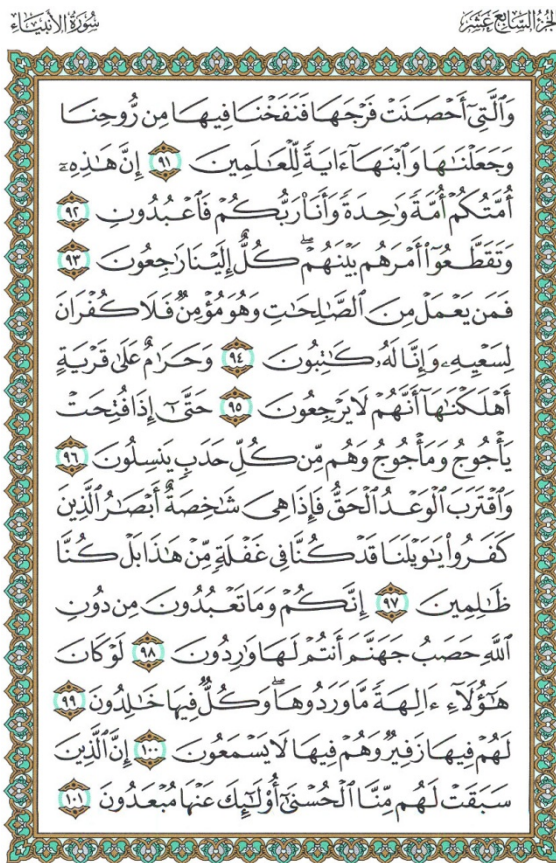 الجزء السابع عشر
سورة الأنبياء
وَٱلَّتِىٓ أَحْصَنَتْ فَرْجَهَا فَنَفَخْنَا فِيهَا مِن رُّوحِنَا
وَجَعَلْنَـٰهَا وَٱبْنَهَآ ءَايَةً لِّلْعَـٰلَمِينَ ٩١ إِنَّ هَـٰذِهِۦٓ
أُمَّتُكُمْ أُمَّةً وَٰحِدَةً وَأَنَا۠ رَبُّكُمْ فَٱعْبُدُونِ ٩٢
وَتَقَطَّعُوٓا۟ أَمْرَهُم بَيْنَهُمْ ۖ كُلٌّ إِلَيْنَا رَٰجِعُونَ ٩٣
فَمَن يَعْمَلْ مِنَ ٱلصَّـٰلِحَـٰتِ وَهُوَ مُؤْمِنٌ فَلَا كُفْرَانَ
لِسَعْيِهِۦ وَإِنَّا لَهُۥ كَـٰتِبُونَ ٩٤ وَحَرَٰمٌ عَلَىٰ قَرْيَةٍ
أَهْلَكْنَـٰهَآ أَنَّهُمْ لَا يَرْجِعُونَ ٩٥ حَتَّىٰٓ إِذَا فُتِحَتْ
يَأْجُوجُ وَمَأْجُوجُ وَهُم مِّن كُلِّ حَدَبٍ يَنسِلُونَ ٩٦
وَٱقْتَرَبَ ٱلْوَعْدُ ٱلْحَقُّ فَإِذَا هِىَ شَـٰخِصَةٌ أَبْصَـٰرُ ٱلَّذِينَ
كَفَرُوا۟ يَـٰوَيْلَنَا قَدْ كُنَّا فِى غَفْلَةٍ مِّنْ هَـٰذَا بَلْ كُنَّا
ظَـٰلِمِينَ ٩٧ إِنَّكُمْ وَمَا تَعْبُدُونَ مِن دُونِ
ٱللَّهِ حَصَبُ جَهَنَّمَ أَنتُمْ لَهَا وَٰرِدُونَ ٩٨ لَوْ كَانَ
هَـٰٓؤُلَآءِ ءَالِهَةً مَّا وَرَدُوهَا ۖ وَكُلٌّ فِيهَا خَـٰلِدُونَ ٩٩
لَهُمْ فِيهَا زَفِيرٌ وَهُمْ فِيهَا لَا يَسْمَعُونَ ١٠٠ إِنَّ ٱلَّذِينَ
سَبَقَتْ لَهُم مِّنَّا ٱلْحُسْنَىٰٓ أُو۟لَـٰٓئِكَ عَنْهَا مُبْعَدُونَ ١٠١